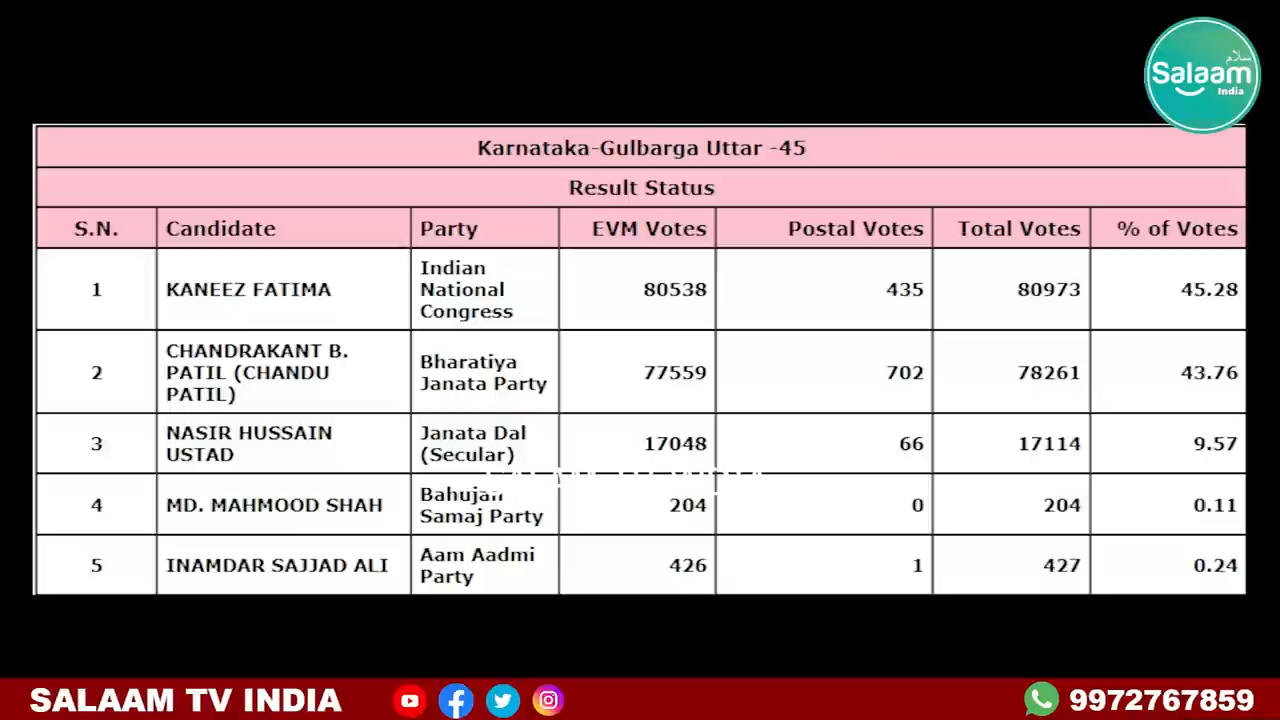 سلام
Salaam
India
Karnataka-Gulbarga Uttar -45
Result Status
S.N. Candidate Party EVM Votes Postal Votes Total Votes % of Votes
1 KANEEZ FATIMA Indian National Congress 80538 435 80973 45.28
2 CHANDRAKANT B. PATIL (CHANDU PATIL) Bharatiya Janata Party 77559 702 78261 43.76
3 NASIR HUSSAIN USTAD Janata Dal (Secular) 17048 66 17114 9.57
4 MD. MAHMOOD SHAH Bahujan Samaj Party 204 0 204 0.11
5 INAMDAR SAJJAD ALI Aam Aadmi Party 426 1 427 0.24
SALAAM TV INDIA 9972767859